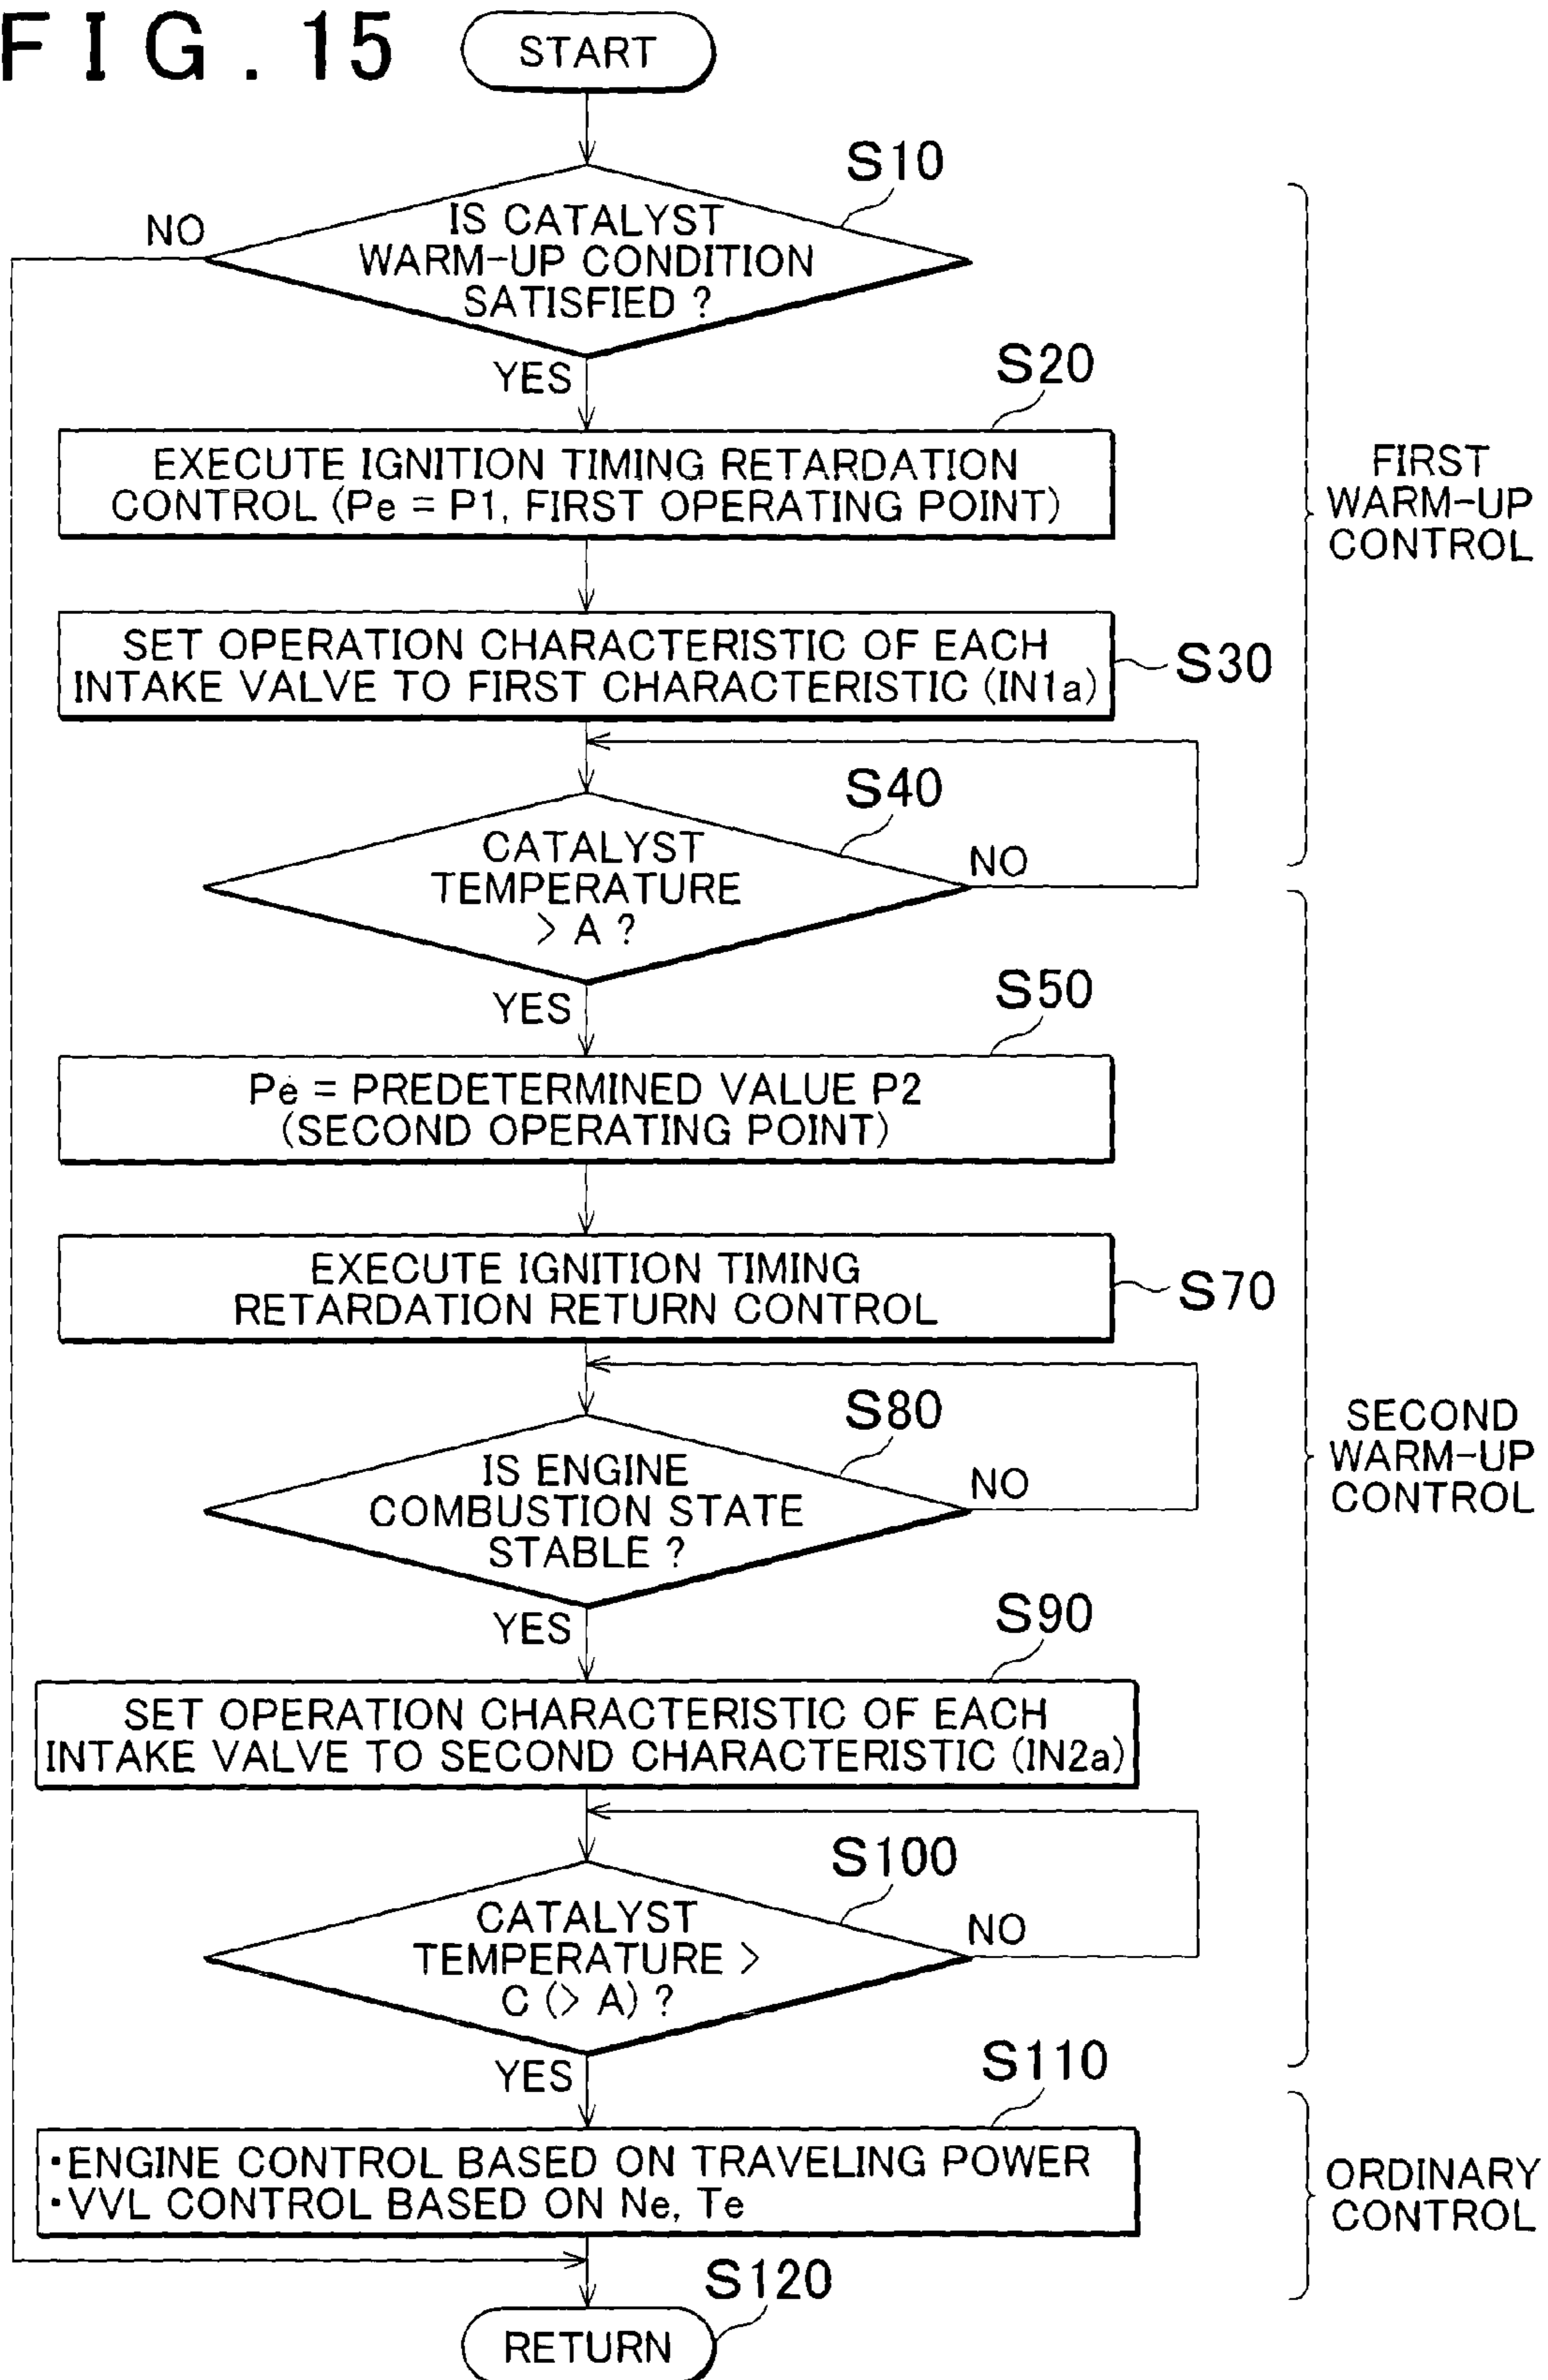 FIG. 15
START
S10
NO
IS CATALYST
WARM-UP CONDITION
SATISFIED ?
YES
S20
EXECUTE IGNITION TIMING RETARDATION
CONTROL (Pe = P1, FIRST OPERATING POINT)
FIRST
WARM-UP
CONTROL
SET OPERATION CHARACTERISTIC OF EACH
INTAKE VALVE TO FIRST CHARACTERISTIC (IN1a)
S30
S40
CATALYST
TEMPERATURE
> A ?
NO
YES
S50
Pe = PREDETERMINED VALUE P2
(SECOND OPERATING POINT)
EXECUTE IGNITION TIMING
RETARDATION RETURN CONTROL
S70
S80
IS ENGINE
COMBUSTION STATE
STABLE ?
NO
SECOND
WARM-UP
CONTROL
YES
S90
SET OPERATION CHARACTERISTIC OF EACH
INTAKE VALVE TO SECOND CHARACTERISTIC (IN2a)
S100
CATALYST
TEMPERATURE >
C (> A) ?
NO
YES
S110
·ENGINE CONTROL BASED ON TRAVELING POWER
·VVL CONTROL BASED ON Ne, Te
ORDINARY
CONTROL
S120
RETURN